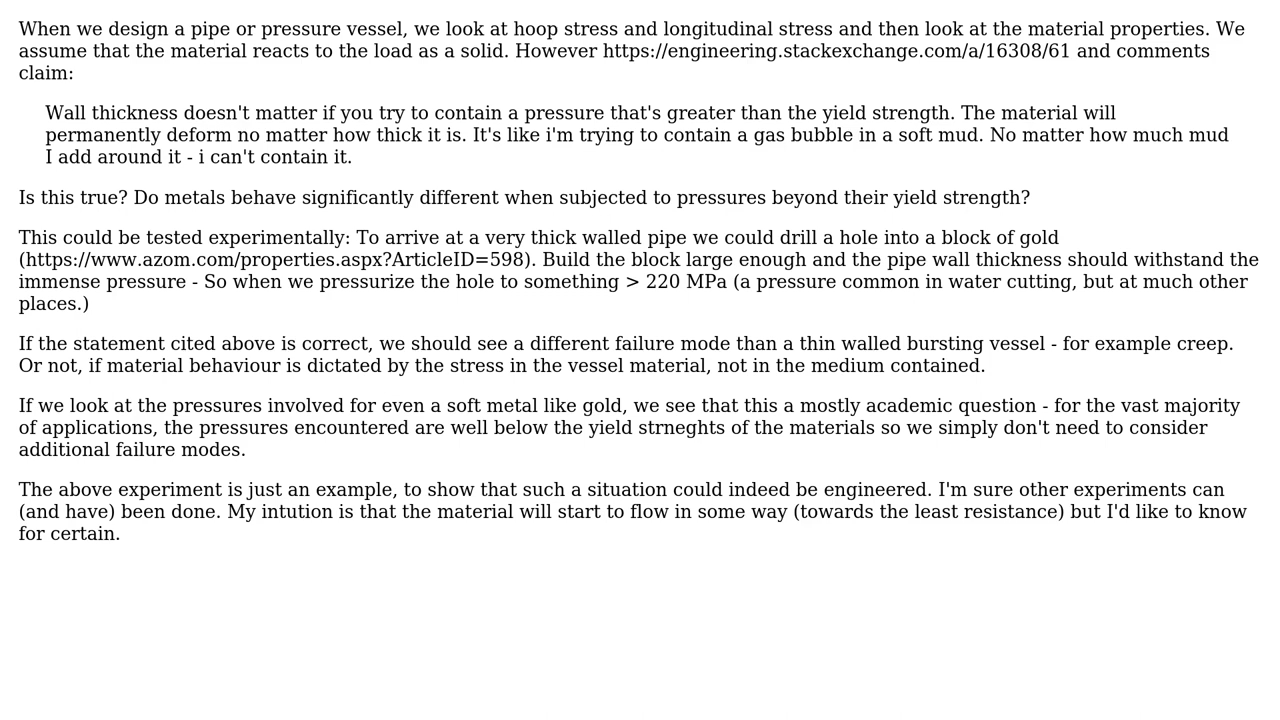 When we design a pipe or pressure vessel, we look at hoop stress and longitudinal stress and then look at the material properties. We
assume that the material reacts to the load as a solid. However https://engineering.stackexchange.com/a/16308/61 and comments
claim:
Wall thickness doesn't matter if you try to contain a pressure that's greater than the yield strength. The material will
permanently deform no matter how thick it is. It's like i'm trying to contain a gas bubble in a soft mud. No matter how much mud
I add around it - i can't contain it.
Is this true? Do metals behave significantly different when subjected to pressures beyond their yield strength?
This could be tested experimentally: To arrive at a very thick walled pipe we could drill a hole into a block of gold
(https://www.azom.com/properties.aspx?ArticleID=598). Build the block large enough and the pipe wall thickness should withstand the
immense pressure - So when we pressurize the hole to something > 220 MPa (a pressure common in water cutting, but at much other
places.)
If the statement cited above is correct, we should see a different failure mode than a thin walled bursting vessel - for example creep.
Or not, if material behaviour is dictated by the stress in the vessel material, not in the medium contained.
If we look at the pressures involved for even a soft metal like gold, we see that this a mostly academic question - for the vast majority
of applications, the pressures encountered are well below the yield strneghts of the materials so we simply don't need to consider
additional failure modes.
The above experiment is just an example, to show that such a situation could indeed be engineered. I'm sure other experiments can
(and have) been done. My intution is that the material will start to flow in some way (towards the least resistance) but I'd like to know
for certain.